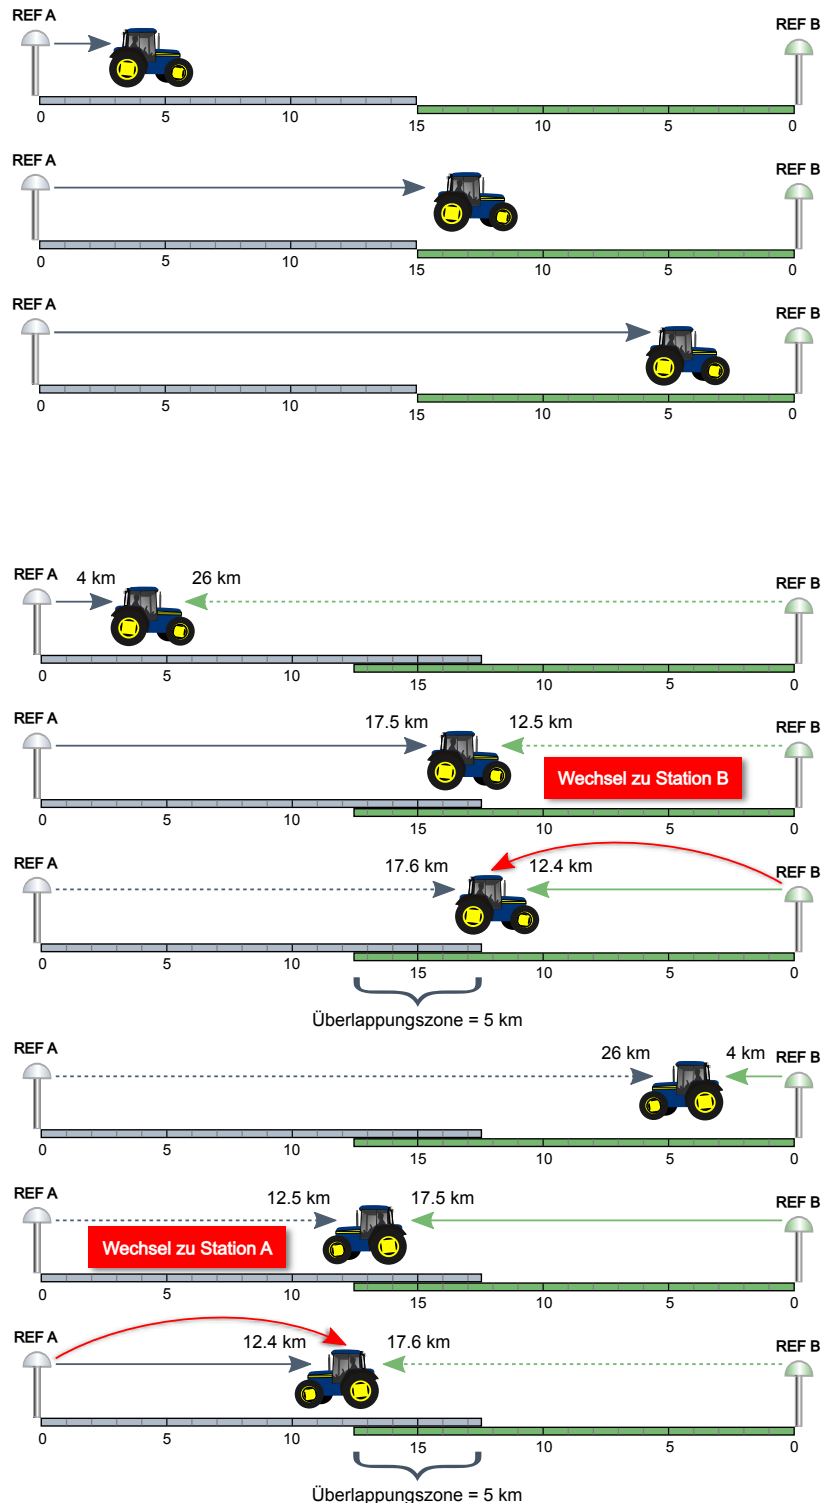 REF A
REF B
0 5 10 15 10 5 0
REF A
REF B
0 5 10 15 10 5 0
REF A
REF B
0 5 10 15 10 5 0
REF A 4 km 26 km REF B
0 5 10 15 10 5 0
REF A 17.5 km 12.5 km REF B
Wechsel zu Station B
0 5 10 15 10 5 0
REF A 17.6 km 12.4 km REF B
0 5 10 15 10 5 0
Überlappungszone = 5 km
REF A 26 km 4 km REF B
0 5 10 15 10 5 0
REF A 12.5 km 17.5 km REF B
Wechsel zu Station A
0 5 10 15 10 5 0
REF A 12.4 km 17.6 km REF B
0 5 10 15 10 5 0
Überlappungszone = 5 km